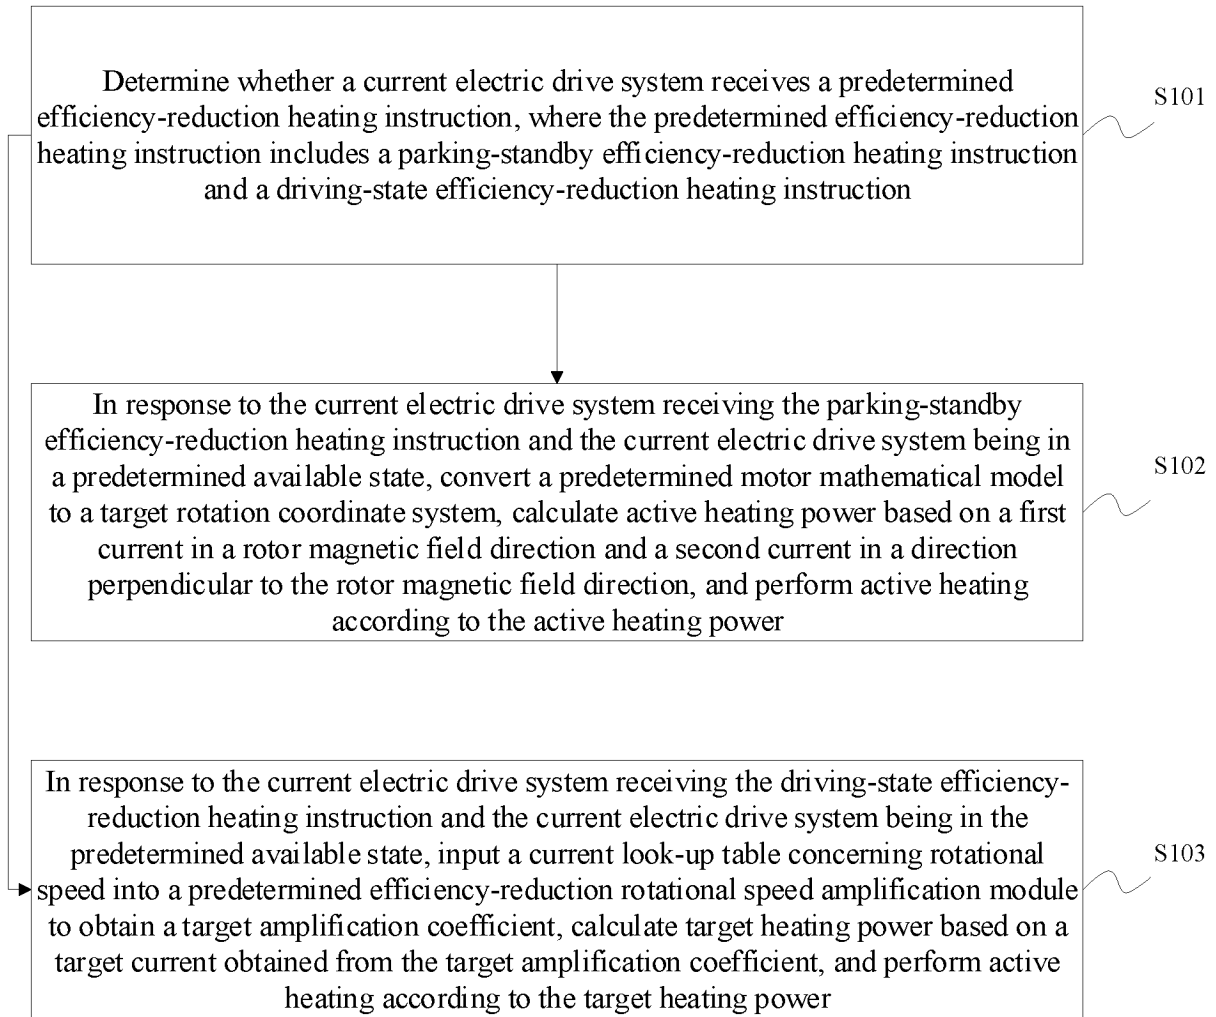 Determine whether a current electric drive system receives a predetermined
efficiency-reduction heating instruction, where the predetermined efficiency-reduction
heating instruction includes a parking-standby efficiency-reduction heating instruction
and a driving-state efficiency-reduction heating instruction
S101
In response to the current electric drive system receiving the parking-standby
efficiency-reduction heating instruction and the current electric drive system being in
a predetermined available state, convert a predetermined motor mathematical model
to a target rotation coordinate system, calculate active heating power based on a first
current in a rotor magnetic field direction and a second current in a direction
perpendicular to the rotor magnetic field direction, and perform active heating
according to the active heating power
S102
In response to the current electric drive system receiving the driving-state efficiency-
reduction heating instruction and the current electric drive system being in the
predetermined available state, input a current look-up table concerning rotational
speed into a predetermined efficiency-reduction rotational speed amplification module
to obtain a target amplification coefficient, calculate target heating power based on a
target current obtained from the target amplification coefficient, and perform active
heating according to the target heating power
S103